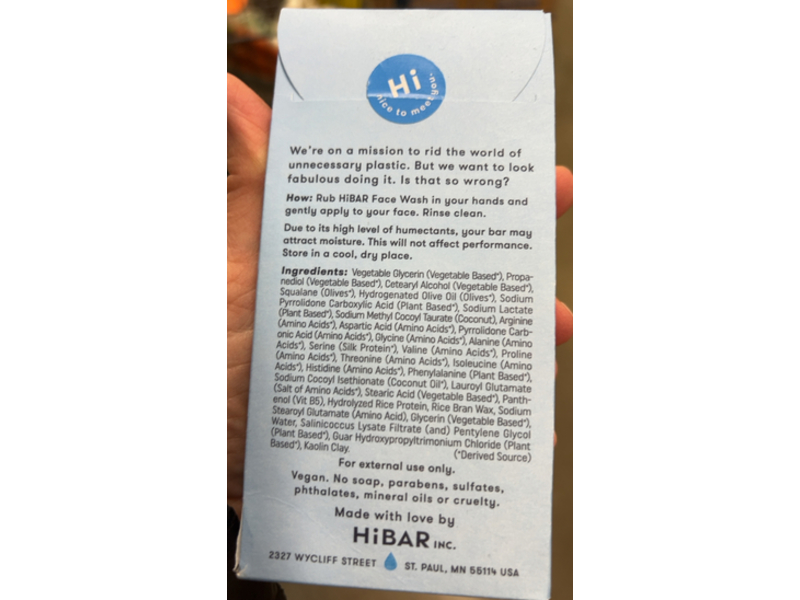 Hi
nice to meet you.
We're on a mission to rid the world of
unnecessary plastic. But we want to look
fabulous doing it. Is that so wrong?
How: Rub HiBAR Face Wash in your hands and
gently apply to your face. Rinse clean.
Due to its high level of humectants, your bar may
attract moisture. This will not affect performance.
Store in a cool, dry place.
Ingredients: Vegetable Glycerin (Vegetable Based*), Propa-
nediol (Vegetable Based*), Cetearyl Alcohol (Vegetable Based*),
Squalane (Olives*), Hydrogenated Olive Oil (Olives*), Sodium
Pyrrolidone Carboxylic Acid (Plant Based*), Sodium Lactate
(Plant Based*), Sodium Methyl Cocoyl Taurate (Coconut), Arginine
(Amino Acids*), Aspartic Acid (Amino Acids*), Pyrrolidone Carb-
onic Acid (Amino Acids*), Glycine (Amino Acids*), Alanine (Amino
Acids*), Serine (Silk Protein*), Valine (Amino Acids*), Proline
(Amino Acids*), Threonine (Amino Acids*), Isoleucine (Amino
Acids*), Histidine (Amino Acids*), Phenylalanine (Plant Based*),
Sodium Cocoyl Isethionate (Coconut Oil*), Lauroyl Glutamate
(Salt of Amino Acids*), Stearic Acid (Vegetable Based*), Panth-
enol (Vit B5), Hydrolyzed Rice Protein, Rice Bran Wax, Sodium
Stearoyl Glutamate (Amino Acid), Glycerin (Vegetable Based*),
Water, Salinicoccus Lysate Filtrate (and) Pentylene Glycol
(Plant Based*), Guar Hydroxypropyltrimonium Chloride (Plant
Based*), Kaolin Clay. (*Derived Source)
For external use only.
Vegan. No soap, parabens, sulfates,
phthalates, mineral oils or cruelty.
Made with love by
HiBAR INC.
2327 WYCLIFF STREET ST. PAUL, MN 55114 USA